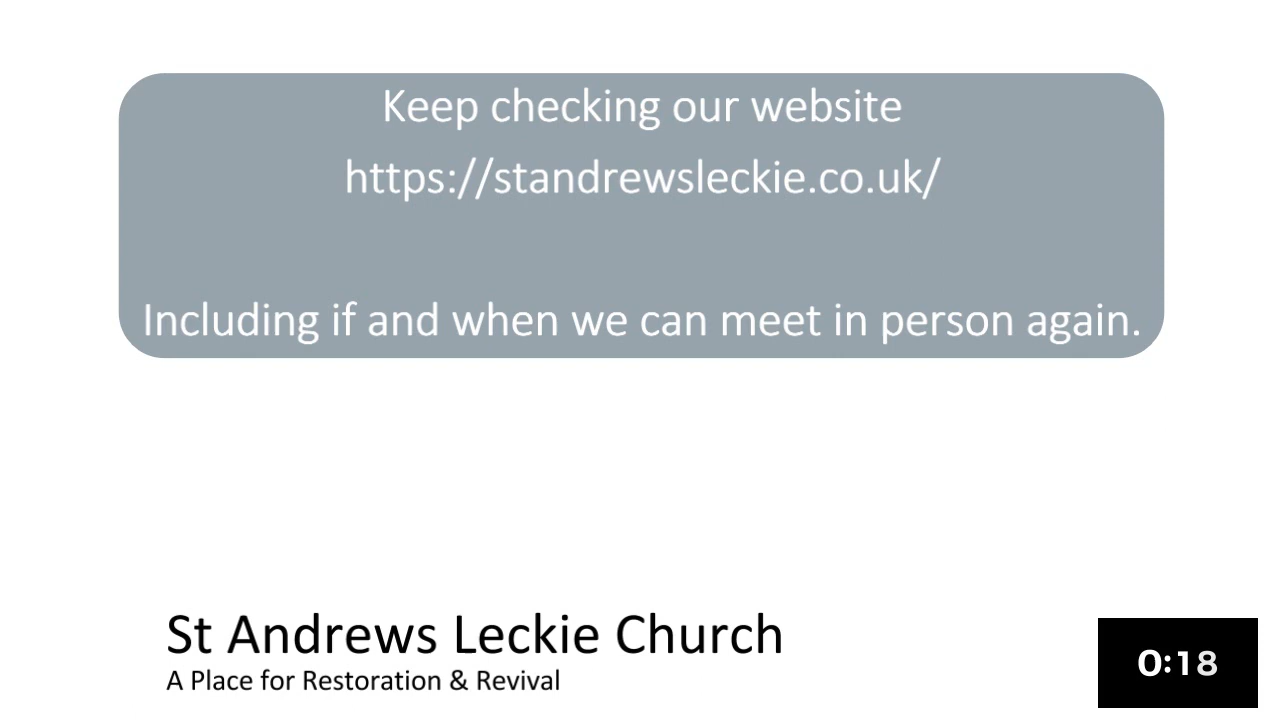 Keep checking our website
https://standrewsleckie.co.uk/
Including if and when we can meet in person again.
St Andrews Leckie Church
A Place for Restoration & Revival
0:18